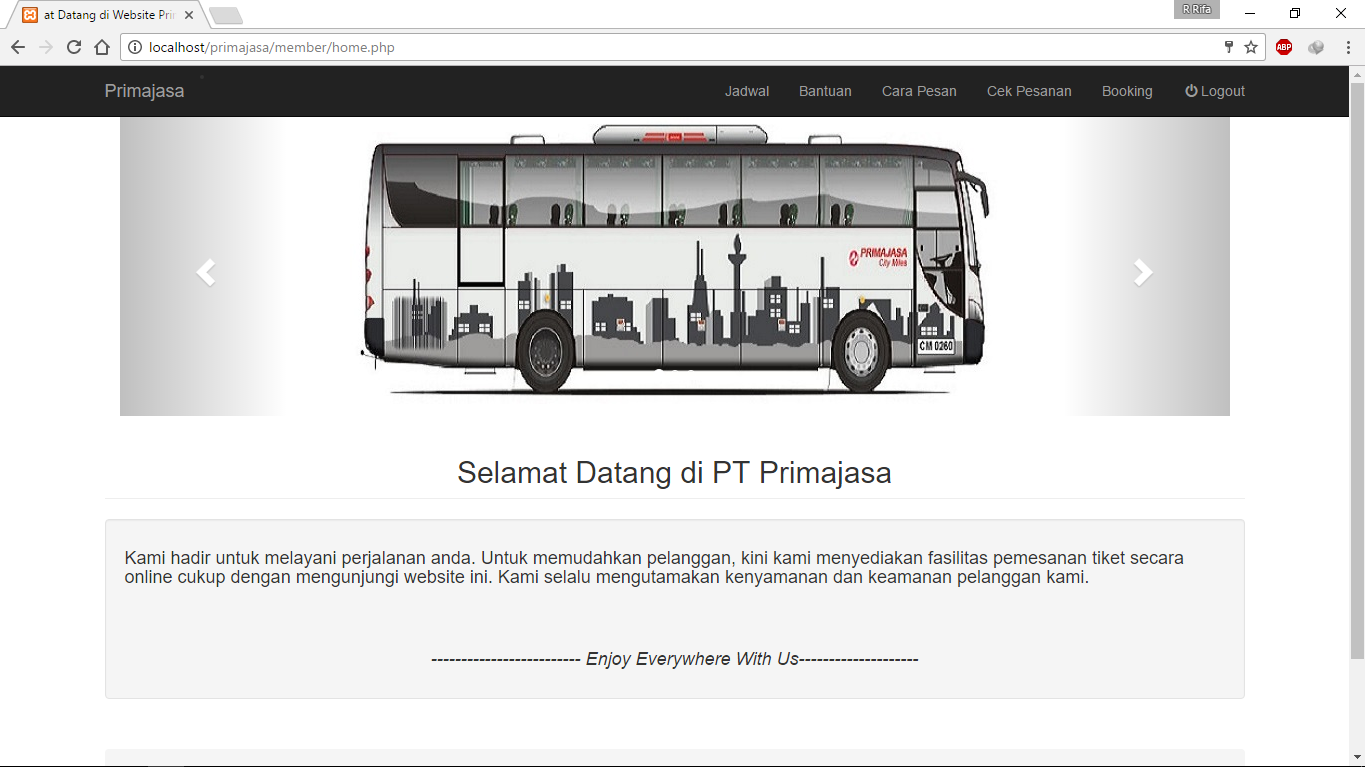 at Datang di Website Pri
R Rifa
localhost/primajasa/member/home.php
ABP
Primajasa
Jadwal
Bantuan
Cara Pesan
Cek Pesanan
Booking
Logout
PRIMAJASA
City Miles
CM 0260
Selamat Datang di PT Primajasa
Kami hadir untuk melayani perjalanan anda. Untuk memudahkan pelanggan, kini kami menyediakan fasilitas pemesanan tiket secara
online cukup dengan mengunjungi website ini. Kami selalu mengutamakan kenyamanan dan keamanan pelanggan kami.
------------------------- Enjoy Everywhere With Us--------------------